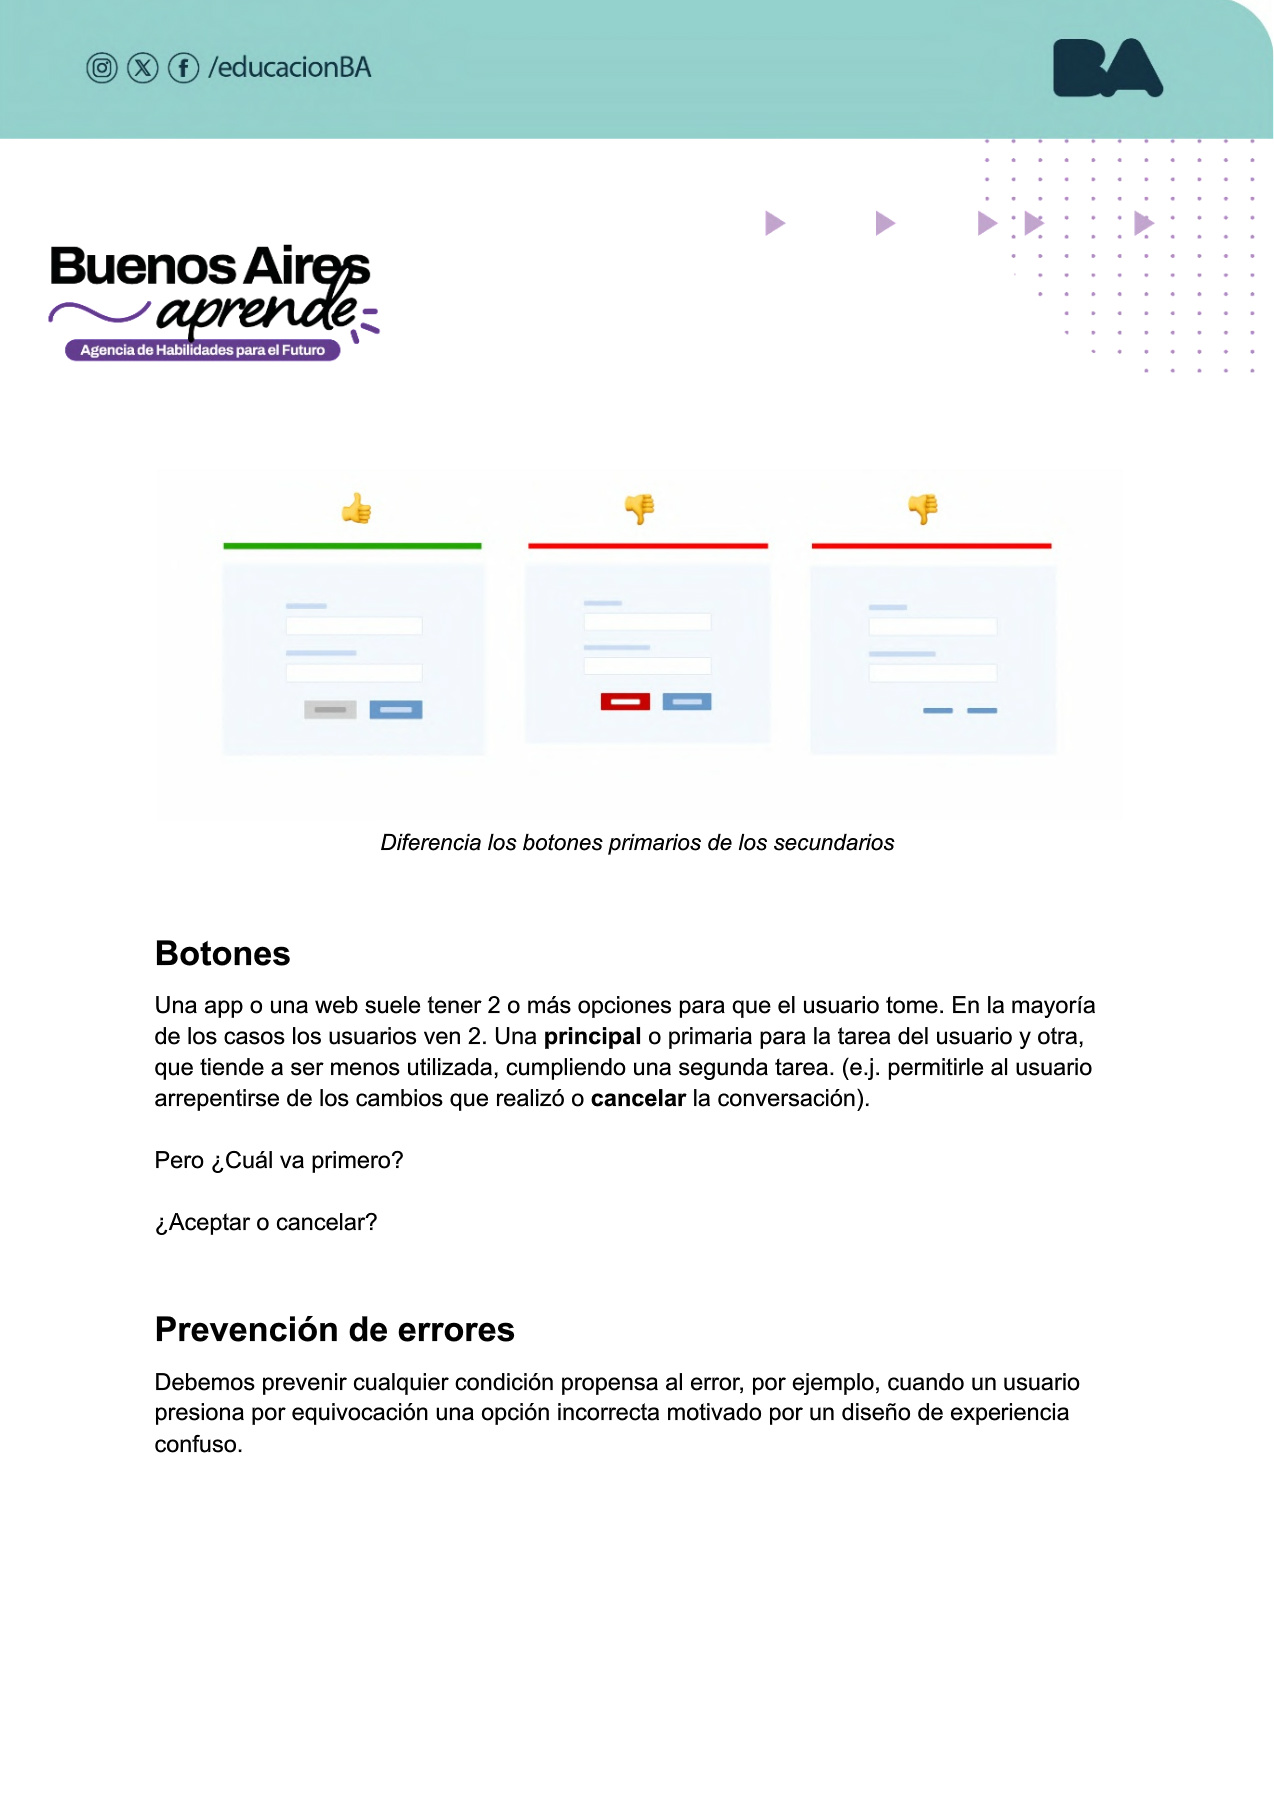 /educacionBA
BA
Buenos Aires
aprende
Agencia de Habilidades para el Futuro
Diferencia los botones primarios de los secundarios
Botones
Una app o una web suele tener 2 o más opciones para que el usuario tome. En la mayoría
de los casos los usuarios ven 2. Una principal o primaria para la tarea del usuario y otra,
que tiende a ser menos utilizada, cumpliendo una segunda tarea. (e.j. permitirle al usuario
arrepentirse de los cambios que realizó o cancelar la conversación).
Pero ¿Cuál va primero?
¿Aceptar o cancelar?
Prevención de errores
Debemos prevenir cualquier condición propensa al error, por ejemplo, cuando un usuario
presiona por equivocación una opción incorrecta motivado por un diseño de experiencia
confuso.